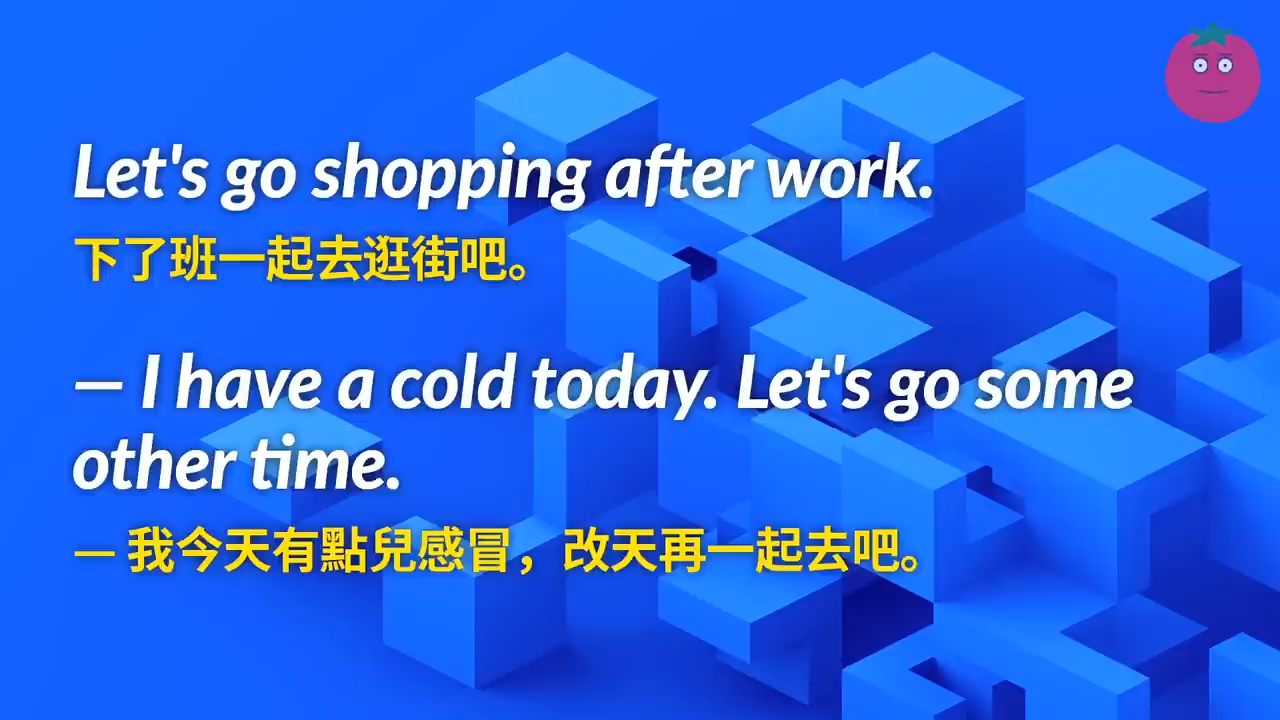 Let's go shopping after work.
下了班一起去逛街吧。
— I have a cold today. Let's go some
other time.
— 我今天有點兒感冒，改天再一起去吧。